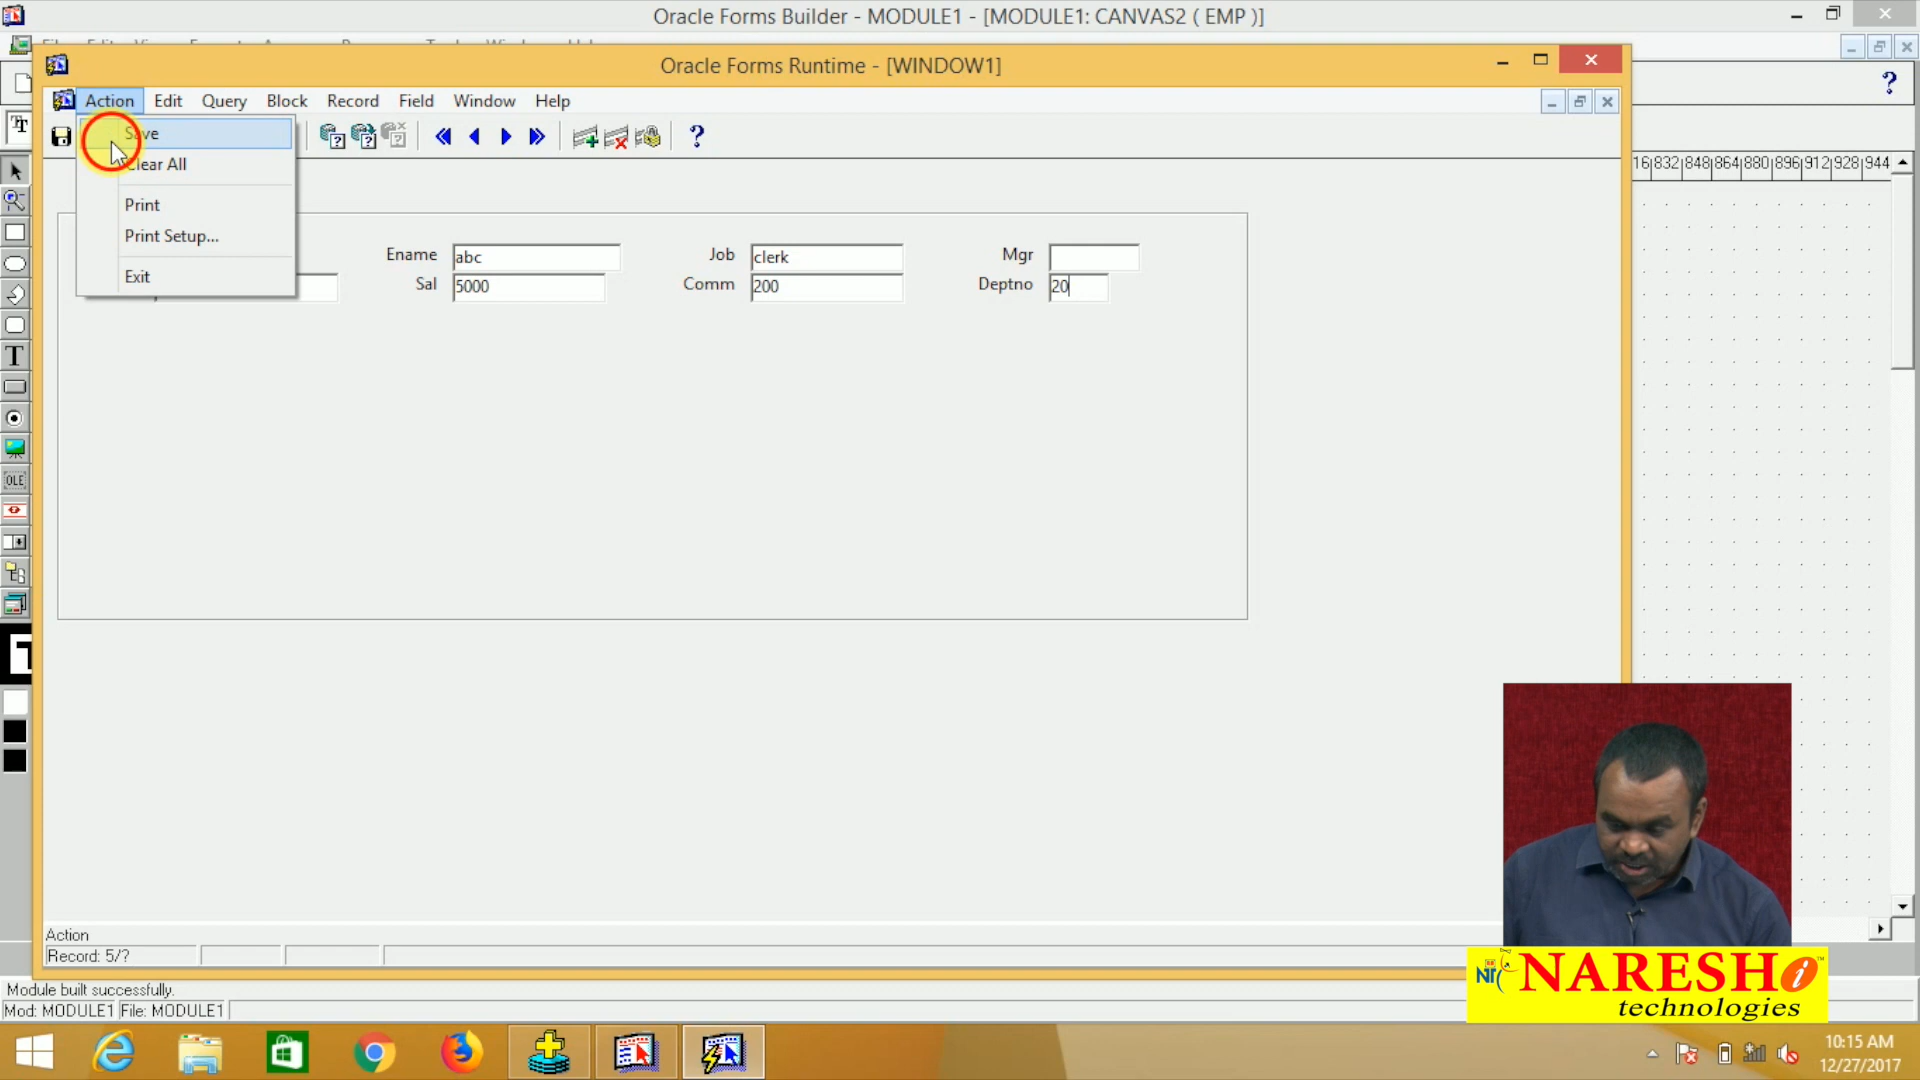 Oracle Forms Builder - MODULE1 - [MODULE1: CANVAS2 ( EMP )]
Oracle Forms Runtime - [WINDOW1]
Action Edit Query Block Record Field Window Help
Save
Clear All
Print
Print Setup...
Exit
Ename abc Job clerk Mgr
Sal 5000 Comm 200 Deptno 20
16|832|848|864|880|896|912|928|944
OLE
Action
Record: 5/?
Module built successfully.
Mod: MODULE1 File: MODULE1
NARESH i
technologies
10:15 AM
12/27/2017